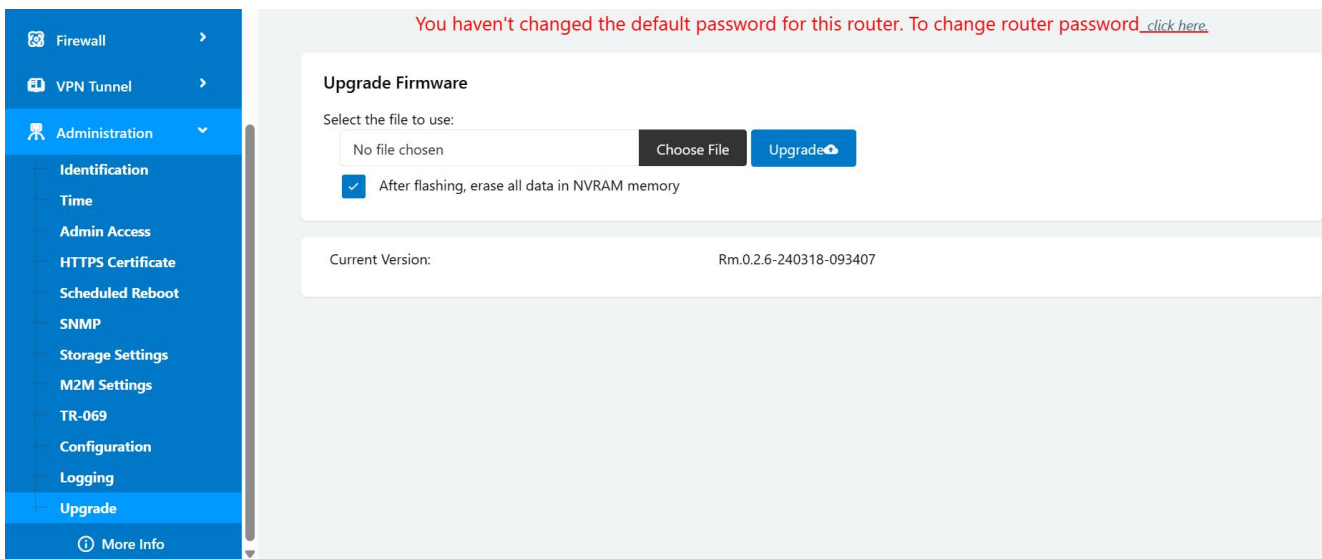 You haven't changed the default password for this router. To change router password click here.
Firewall
VPN Tunnel
Administration
Identification
Time
Admin Access
HTTPS Certificate
Scheduled Reboot
SNMP
Storage Settings
M2M Settings
TR-069
Configuration
Logging
Upgrade
More Info
Upgrade Firmware
Select the file to use:
No file chosen Choose File Upgrade
After flashing, erase all data in NVRAM memory
Current Version: Rm.0.2.6-240318-093407